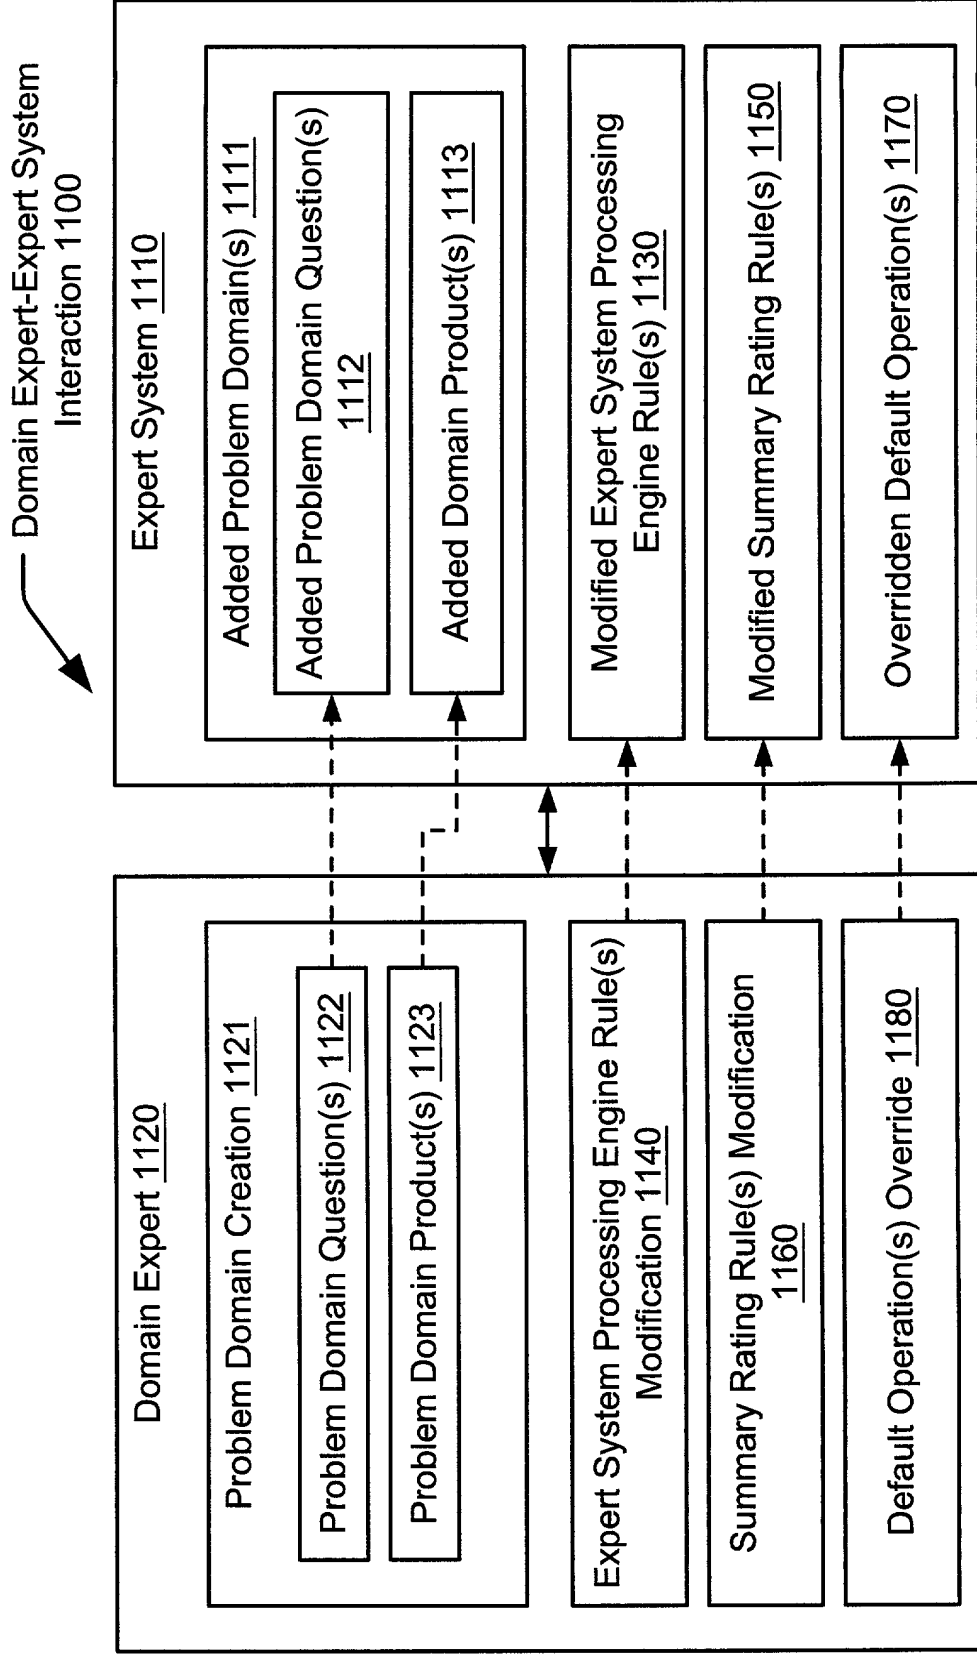 Domain Expert-Expert System
Interaction 1100
Domain Expert 1120
Problem Domain Creation 1121
Problem Domain Question(s) 1122
Problem Domain Product(s) 1123
Expert System Processing Engine Rule(s)
Modification 1140
Summary Rating Rule(s) Modification
1160
Default Operation(s) Override 1180
Expert System 1110
Added Problem Domain(s) 1111
Added Problem Domain Question(s)
1112
Added Domain Product(s) 1113
Modified Expert System Processing
Engine Rule(s) 1130
Modified Summary Rating Rule(s) 1150
Overridden Default Operation(s) 1170